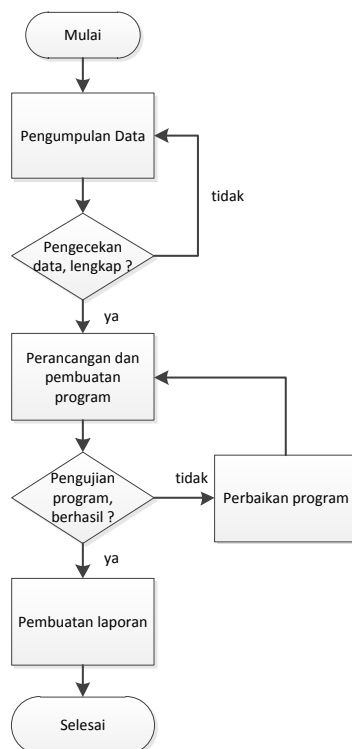 Mulai
Pengumpulan Data
tidak
Pengecekan
data, lengkap ?
ya
Perancangan dan
pembuatan
program
Pengujian
program,
berhasil ?
tidak
Perbaikan program
ya
Pembuatan laporan
Selesai